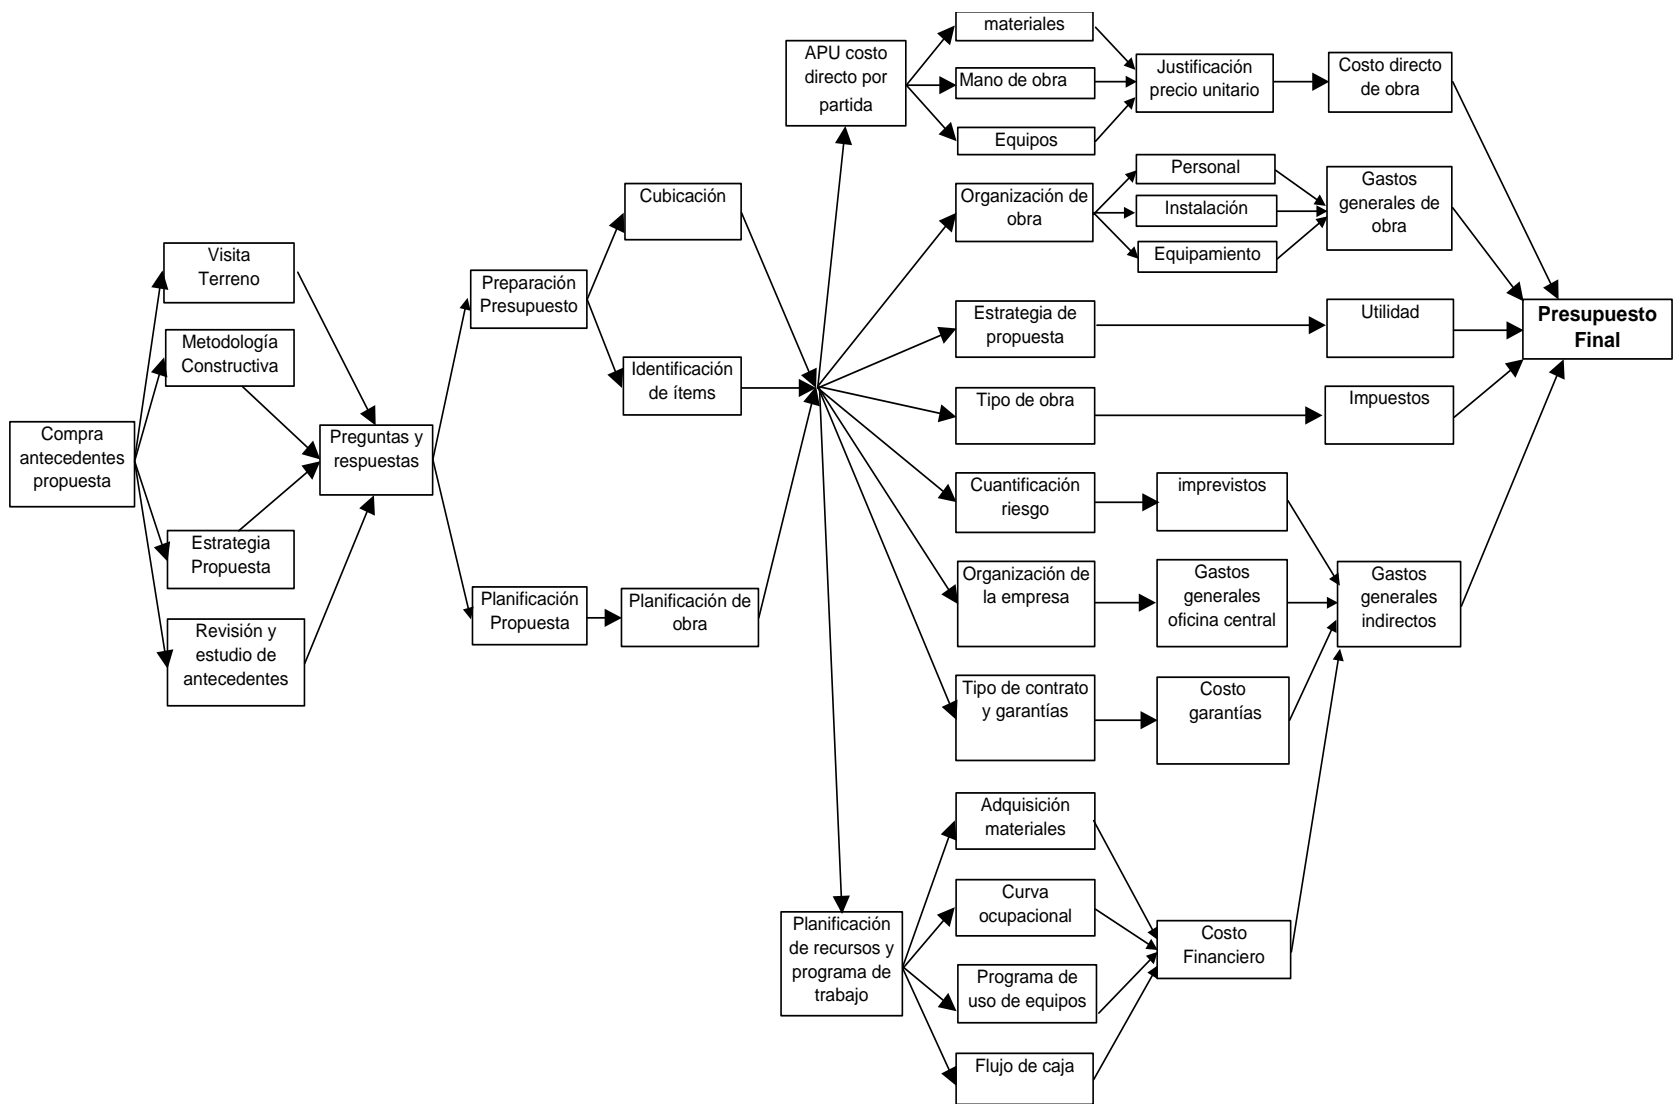 Compra
antecedentes
propuesta
Visita
Terreno
Metodología
Constructiva
Estrategia
Propuesta
Revisión y
estudio de
antecedentes
Preguntas y
respuestas
Preparación
Presupuesto
Planificación
Propuesta
Cubicación
Identificación
de ítems
Planificación de
obra
APU costo
directo por
partida
materiales
Mano de obra
Equipos
Justificación
precio unitario
Costo directo
de obra
Organización de
obra
Personal
Instalación
Equipamiento
Gastos
generales de
obra
Estrategia de
propuesta
Utilidad
Tipo de obra
Impuestos
Cuantificación
riesgo
imprevistos
Organización de
la empresa
Gastos
generales
oficina central
Tipo de contrato
y garantías
Costo
garantías
Gastos
generales
indirectos
Planificación
de recursos y
programa de
trabajo
Adquisición
materiales
Curva
ocupacional
Programa de
uso de equipos
Flujo de caja
Costo
Financiero
Presupuesto
Final